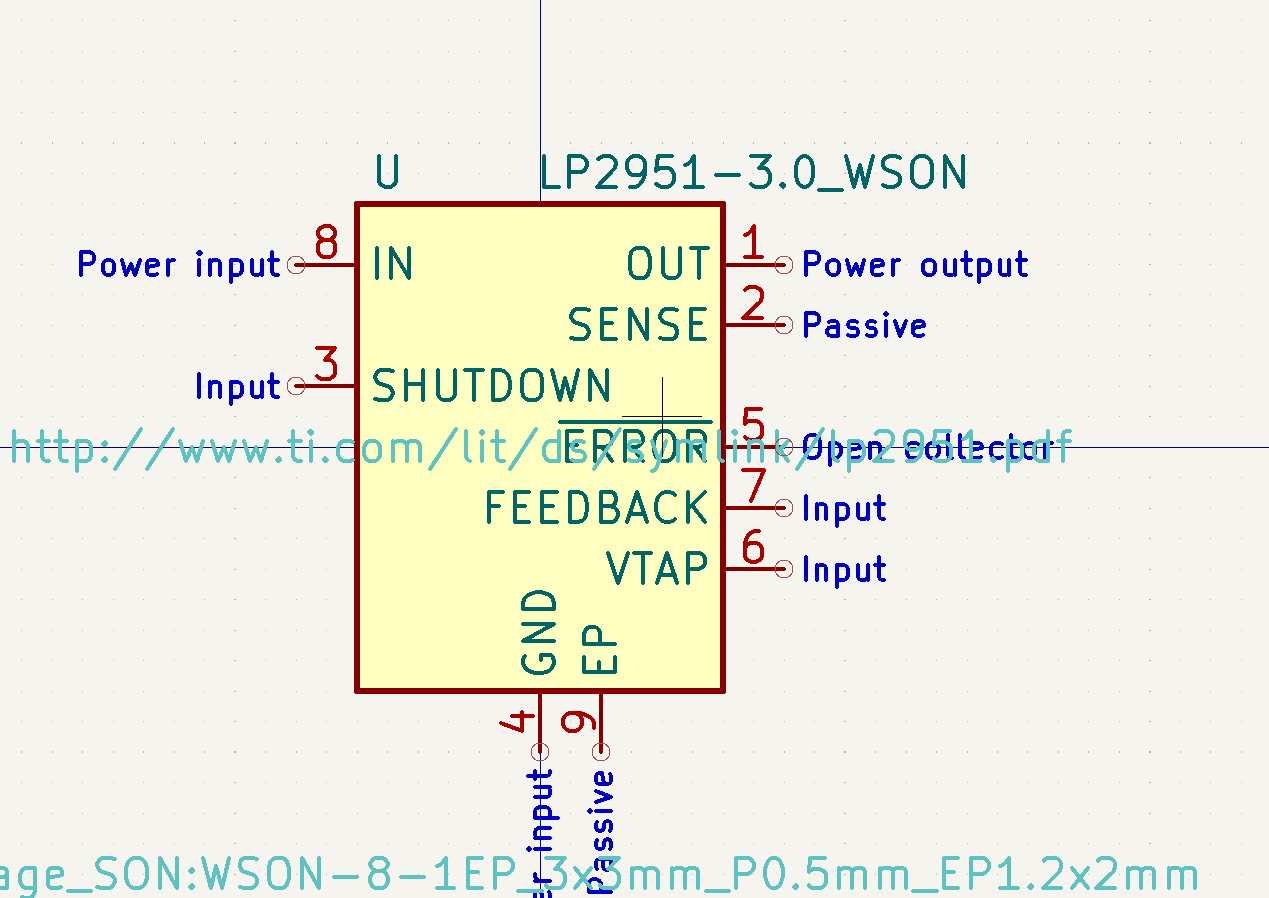 U LP2951-3.0_WSON
Power input 8 IN OUT 1 Power output
SENSE 2 Passive
Input 3 SHUTDOWN
http://www.ti.com/lit/ds/symlink/lp2951.pdf
ERROR 5 Open collector
FEEDBACK 7 Input
VTAP 6 Input
GND EP
4 9
er input Passive
age_SON:WSON-8-1EP_3x3mm_P0.5mm_EP1.2x2mm